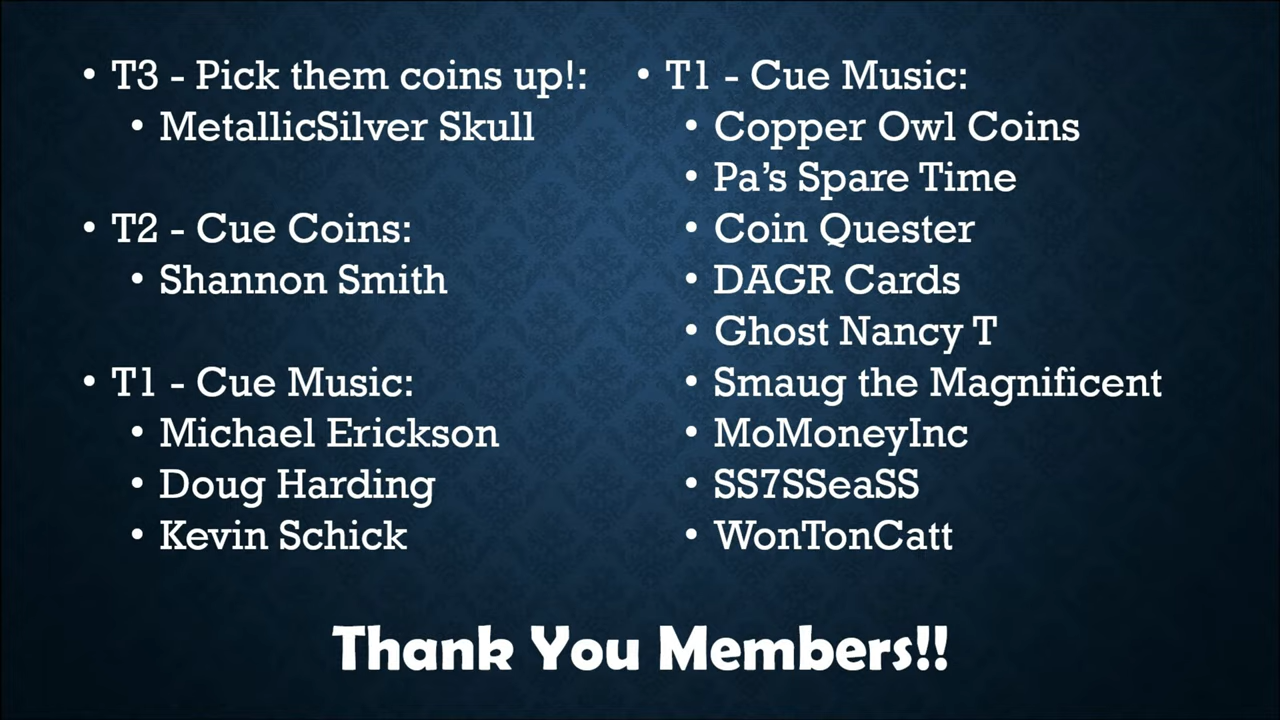 • T3 - Pick them coins up!:
• MetallicSilver Skull
• T2 - Cue Coins:
• Shannon Smith
• T1 - Cue Music:
• Michael Erickson
• Doug Harding
• Kevin Schick
• T1 - Cue Music:
• Copper Owl Coins
• Pa’s Spare Time
• Coin Quester
• DAGR Cards
• Ghost Nancy T
• Smaug the Magnificent
• MoMoneyInc
• SS7SSeaSS
• WonTonCatt
Thank You Members!!